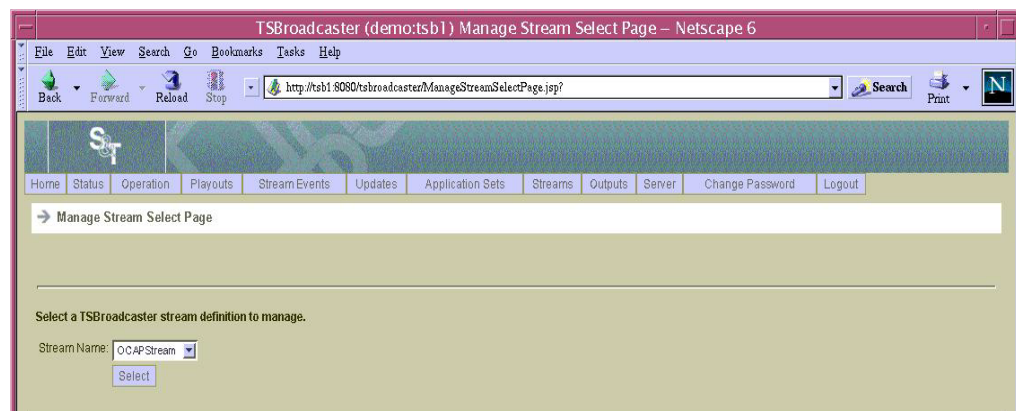 TSBroadcaster (demo:tsb1) Manage Stream Select Page – Netscape 6
File Edit View Search Go Bookmarks Tasks Help
Back Forward Reload Stop http://tsb1:8080/tsbroadcaster/ManageStreamSelectPage.jsp? Search Print N
S&T
Home Status Operation Playouts Stream Events Updates Application Sets Streams Outputs Server Change Password Logout
Manage Stream Select Page
Select a TSBroadcaster stream definition to manage.
Stream Name: OCAPStream
Select